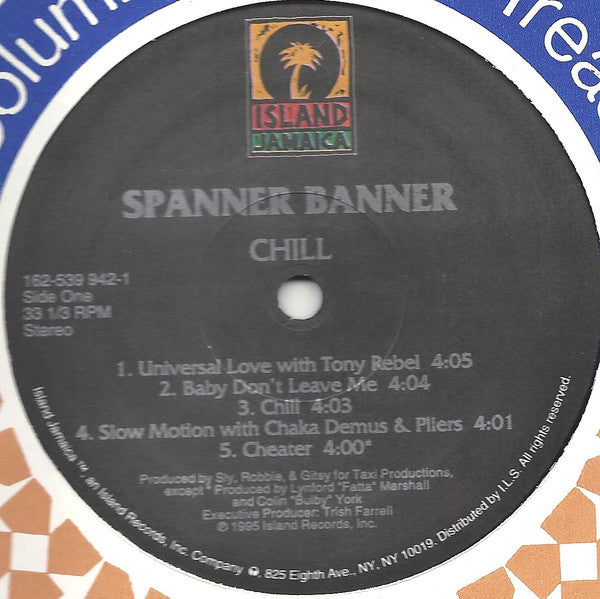 ISLAND
JAMAICA
SPANNER BANNER
CHILL
162-539 942-1
Side One
33 1/3 RPM
Stereo
1. Universal Love with Tony Rebel 4:05
2. Baby Don't Leave Me 4:04
3. Chill 4:03
4. Slow Motion with Chaka Demus & Pliers 4:01
5. Cheater 4:00*
Produced by Sly, Robbie, & Gitsy for Taxi Productions,
except * Produced by Lynford "Fatta" Marshall
and Colin "Bulby" York
Executive Producer: Trish Farrell
℗ 1995 Island Records, Inc.
Island Jamaica™, an Island Records, Inc. Company , 825 Eighth Ave., NY, NY 10019. Distributed by I.L.S. All rights reserved.